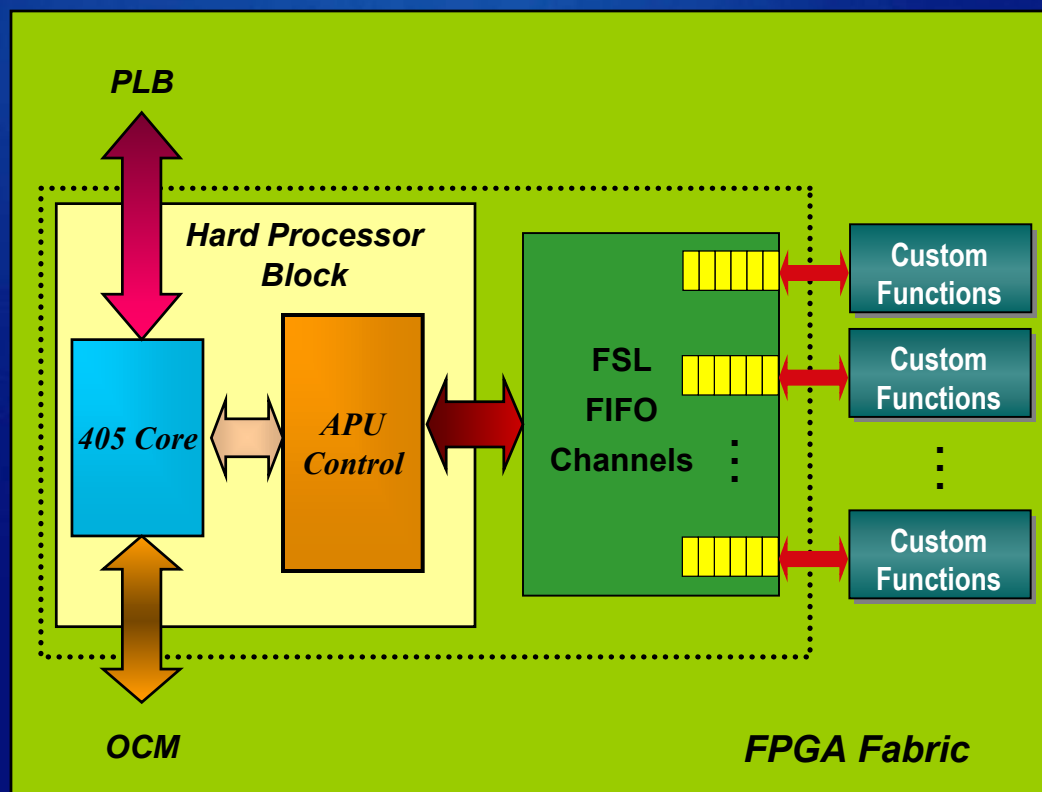 PLB
Hard Processor
Block
405 Core
APU
Control
FSL
FIFO
Channels
Custom
Functions
Custom
Functions
Custom
Functions
OCM
FPGA Fabric